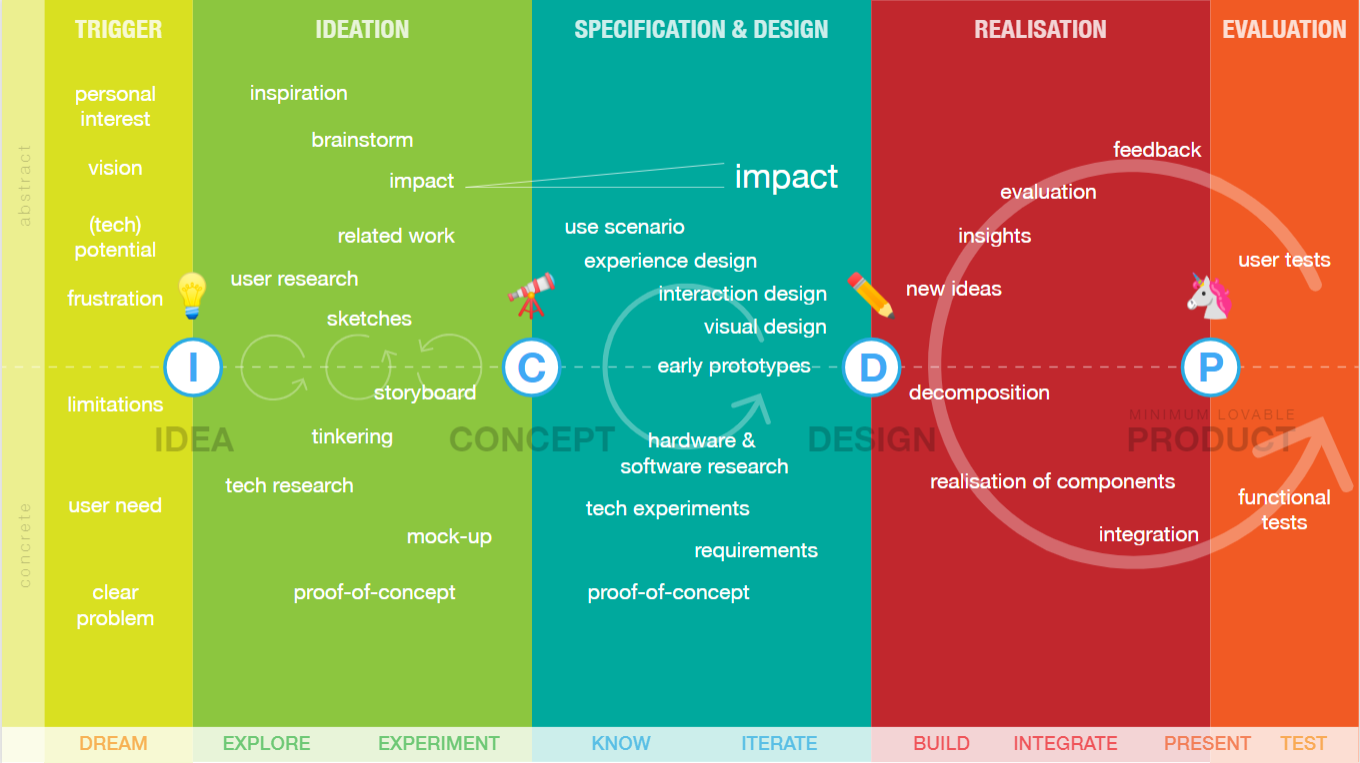 TRIGGER
IDEATION
SPECIFICATION & DESIGN
REALISATION
EVALUATION
abstract
concrete
personal
interest
vision
(tech)
potential
frustration
limitations
user need
clear
problem
I
IDEA
inspiration
brainstorm
impact
related work
user research
sketches
storyboard
tinkering
tech research
mock-up
proof-of-concept
C
CONCEPT
impact
use scenario
experience design
interaction design
visual design
early prototypes
hardware &
software research
tech experiments
requirements
proof-of-concept
D
DESIGN
feedback
evaluation
insights
new ideas
decomposition
realisation of components
integration
P
MINIMUM LOVABLE
PRODUCT
user tests
functional
tests
DREAM
EXPLORE
EXPERIMENT
KNOW
ITERATE
BUILD
INTEGRATE
PRESENT
TEST